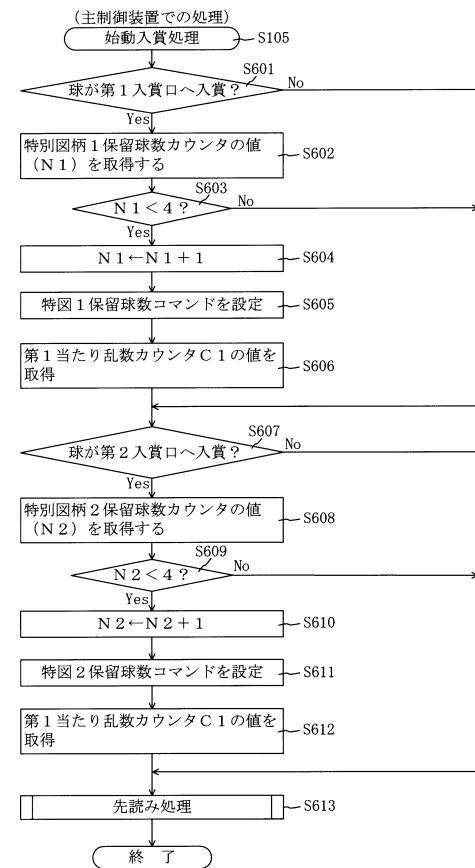 （主制御装置での処理）
始動入賞処理
S105
S601
球が第１入賞口へ入賞？
No
Yes
特別図柄１保留球数カウンタの値
（Ｎ１）を取得する
S602
S603
Ｎ１＜４？
No
Yes
Ｎ１←Ｎ１＋１
S604
特図１保留球数コマンドを設定
S605
第１当たり乱数カウンタＣ１の値を
取得
S606
S607
球が第２入賞口へ入賞？
No
Yes
特別図柄２保留球数カウンタの値
（Ｎ２）を取得する
S608
S609
Ｎ２＜４？
No
Yes
Ｎ２←Ｎ２＋１
S610
特図２保留球数コマンドを設定
S611
第１当たり乱数カウンタＣ１の値を
取得
S612
先読み処理
S613
終　了